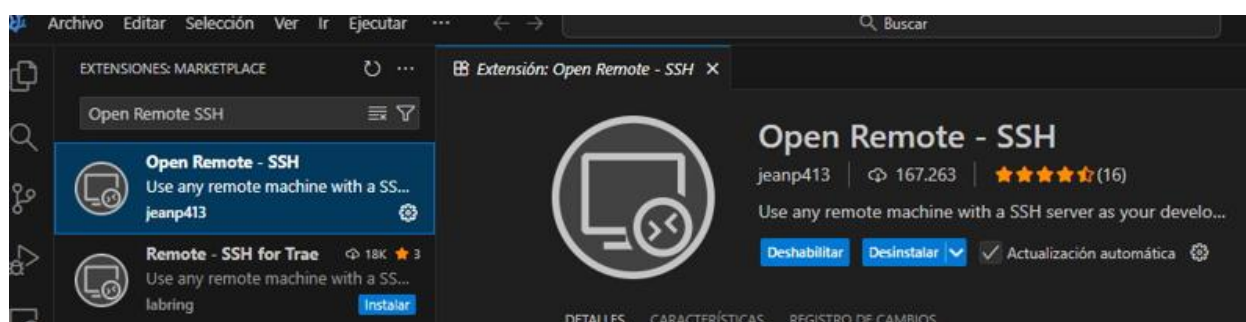 Archivo Editar Selección Ver Ir Ejecutar ··· Buscar
EXTENSIONES: MARKETPLACE
Open Remote SSH
Open Remote - SSH
Use any remote machine with a SS...
jeanp413
Remote - SSH for Trae 18K 3
Use any remote machine with a SS...
labring Instalar
Extensión: Open Remote - SSH
Open Remote - SSH
jeanp413 167.263 (16)
Use any remote machine with a SSH server as your develo...
Deshabilitar Desinstalar Actualización automática
DETALLES CARACTERÍSTICAS REGISTRO DE CAMBIOS